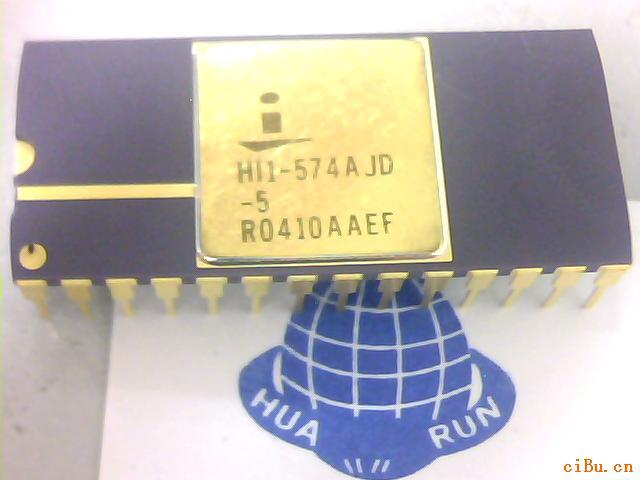 i
HI1-574AJD
-5
R0410AAEF
HUA RUN
ciBu.cn